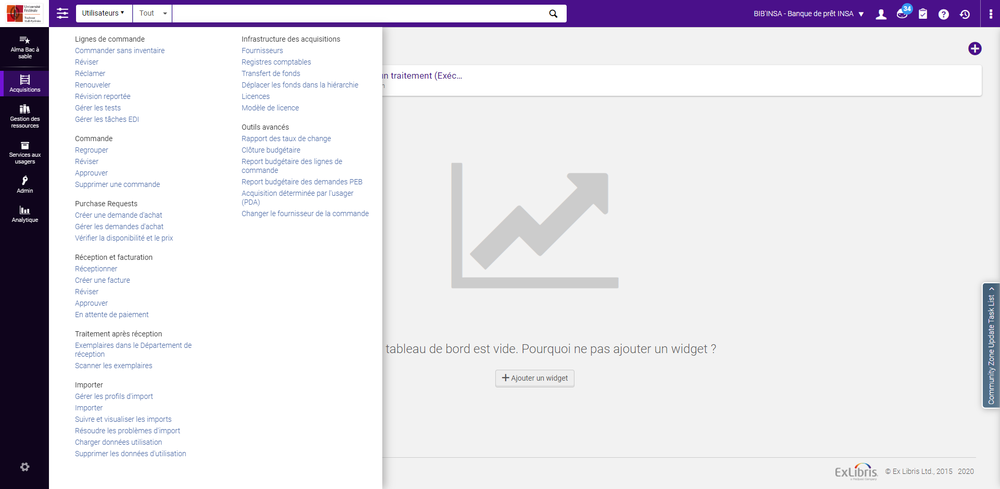 Université
Fédérale
Toulouse
Midi-Pyrénées
Utilisateurs
Tout
BIB'INSA - Banque de prêt INSA
34
Alma Bac à
sable
Acquisitions
Gestion des
ressources
Services aux
usagers
Admin
Analytique
Lignes de commande
Commander sans inventaire
Réviser
Réclamer
Renouveler
Révision reportée
Gérer les tests
Gérer les tâches EDI
Commande
Regrouper
Réviser
Approuver
Supprimer une commande
Purchase Requests
Créer une demande d'achat
Gérer les demandes d'achat
Vérifier la disponibilité et le prix
Réception et facturation
Réceptionner
Créer une facture
Réviser
Approuver
En attente de paiement
Traitement après réception
Exemplaires dans le Département de
réception
Scanner les exemplaires
Importer
Gérer les profils d'import
Importer
Suivre et visualiser les imports
Résoudre les problèmes d'import
Charger données utilisation
Supprimer les données d'utilisation
Infrastructure des acquisitions
Fournisseurs
Registres comptables
Transfert de fonds
Déplacer les fonds dans la hiérarchie
Licences
Modèle de licence
Outils avancés
Rapport des taux de change
Clôture budgétaire
Report budgétaire des lignes de
commande
Report budgétaire des demandes PEB
Acquisition déterminée par l'usager
(PDA)
Changer le fournisseur de la commande
un traitement (Exéc...
n
tableau de bord est vide. Pourquoi ne pas ajouter un widget ?
Ajouter un widget
Community Zone Update Task List
ExLibris
a ProQuest Company
© Ex Libris Ltd., 2015 2020